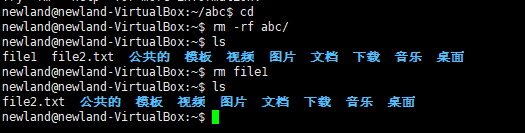 newland@newland-VirtualBox:~/abc$ cd
newland@newland-VirtualBox:~$ rm -rf abc/
newland@newland-VirtualBox:~$ ls
file1 file2.txt 公共的 模板 视频 图片 文档 下载 音乐 桌面
newland@newland-VirtualBox:~$ rm file1
newland@newland-VirtualBox:~$ ls
file2.txt 公共的 模板 视频 图片 文档 下载 音乐 桌面
newland@newland-VirtualBox:~$